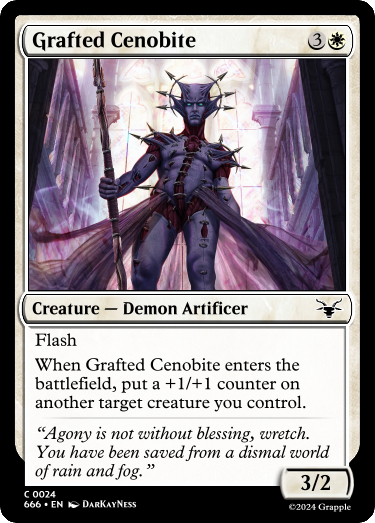 Grafted Cenobite 3
Creature — Demon Artificer
Flash
When Grafted Cenobite enters the
battlefield, put a +1/+1 counter on
another target creature you control.
“Agony is not without blessing, wretch.
You have been saved from a dismal world
of rain and fog.”
3/2
C 0024
666 • EN DarKayNess
©2024 Grapple